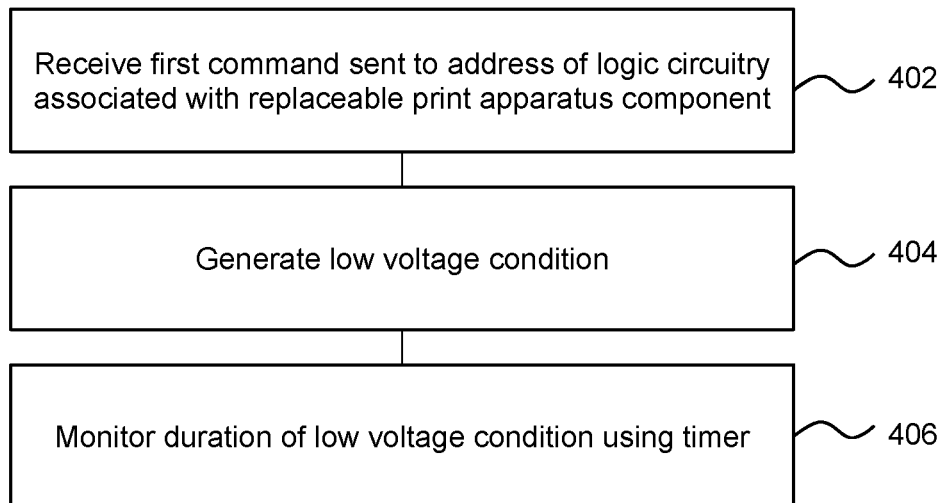 Receive first command sent to address of logic circuitry
associated with replaceable print apparatus component
402
Generate low voltage condition
404
Monitor duration of low voltage condition using timer
406